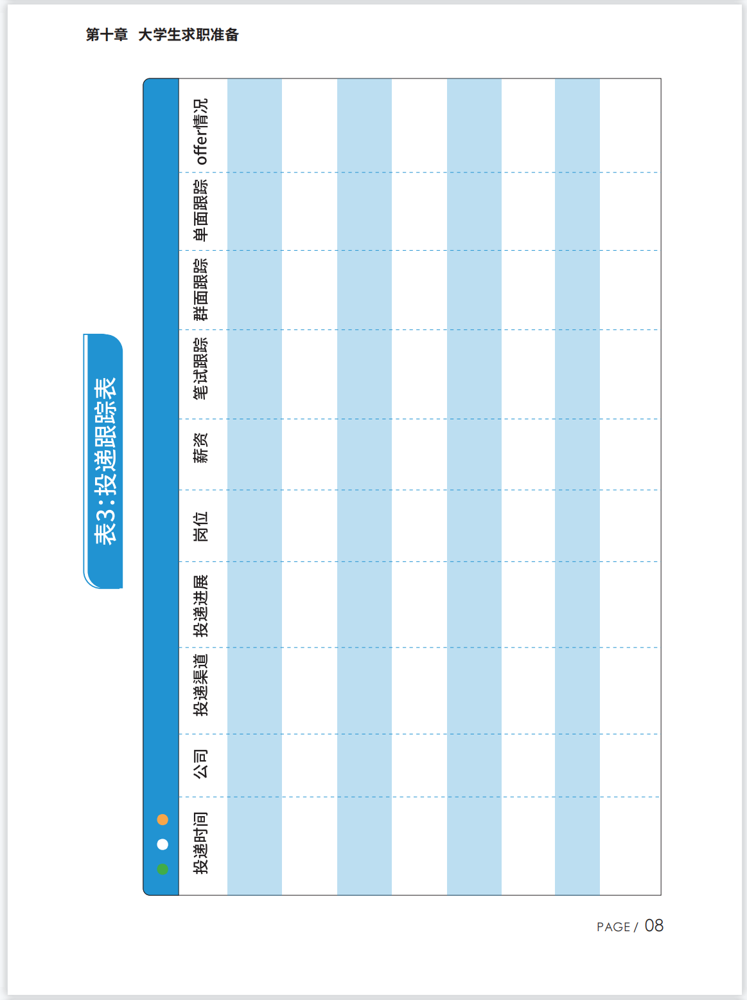 第十章 大学生求职准备
表3:投递跟踪表
投递时间
公司
投递渠道
投递进展
岗位
薪资
笔试跟踪
群面跟踪
单面跟踪
offer情况
PAGE / 08